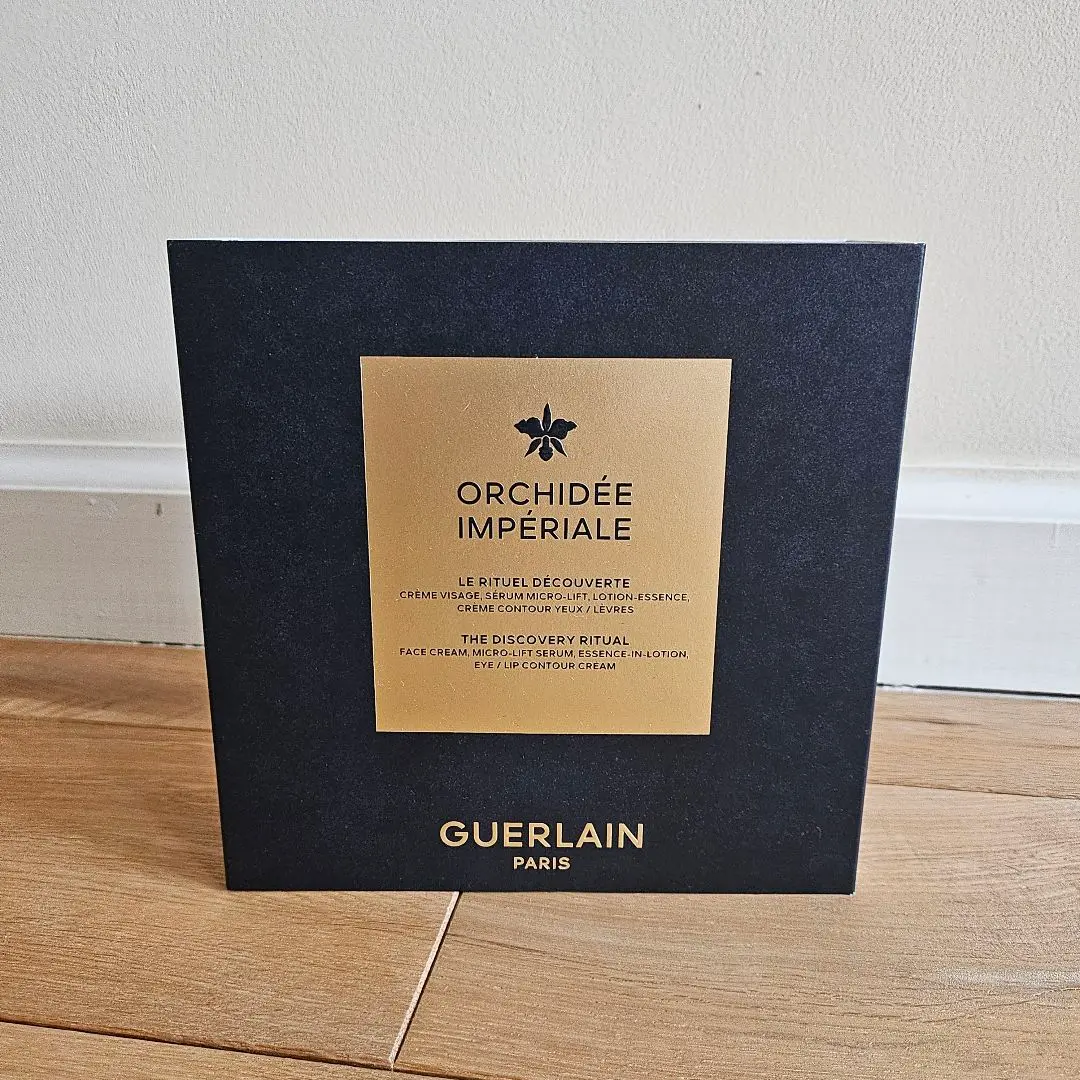 ORCHIDÉE
IMPÉRIALE
LE RITUEL DÉCOUVERTE
CRÈME VISAGE, SÉRUM MICRO-LIFT, LOTION-ESSENCE,
CRÈME CONTOUR YEUX / LÈVRES
THE DISCOVERY RITUAL
FACE CREAM, MICRO-LIFT SERUM, ESSENCE-IN-LOTION,
EYE / LIP CONTOUR CREAM
GUERLAIN
PARIS